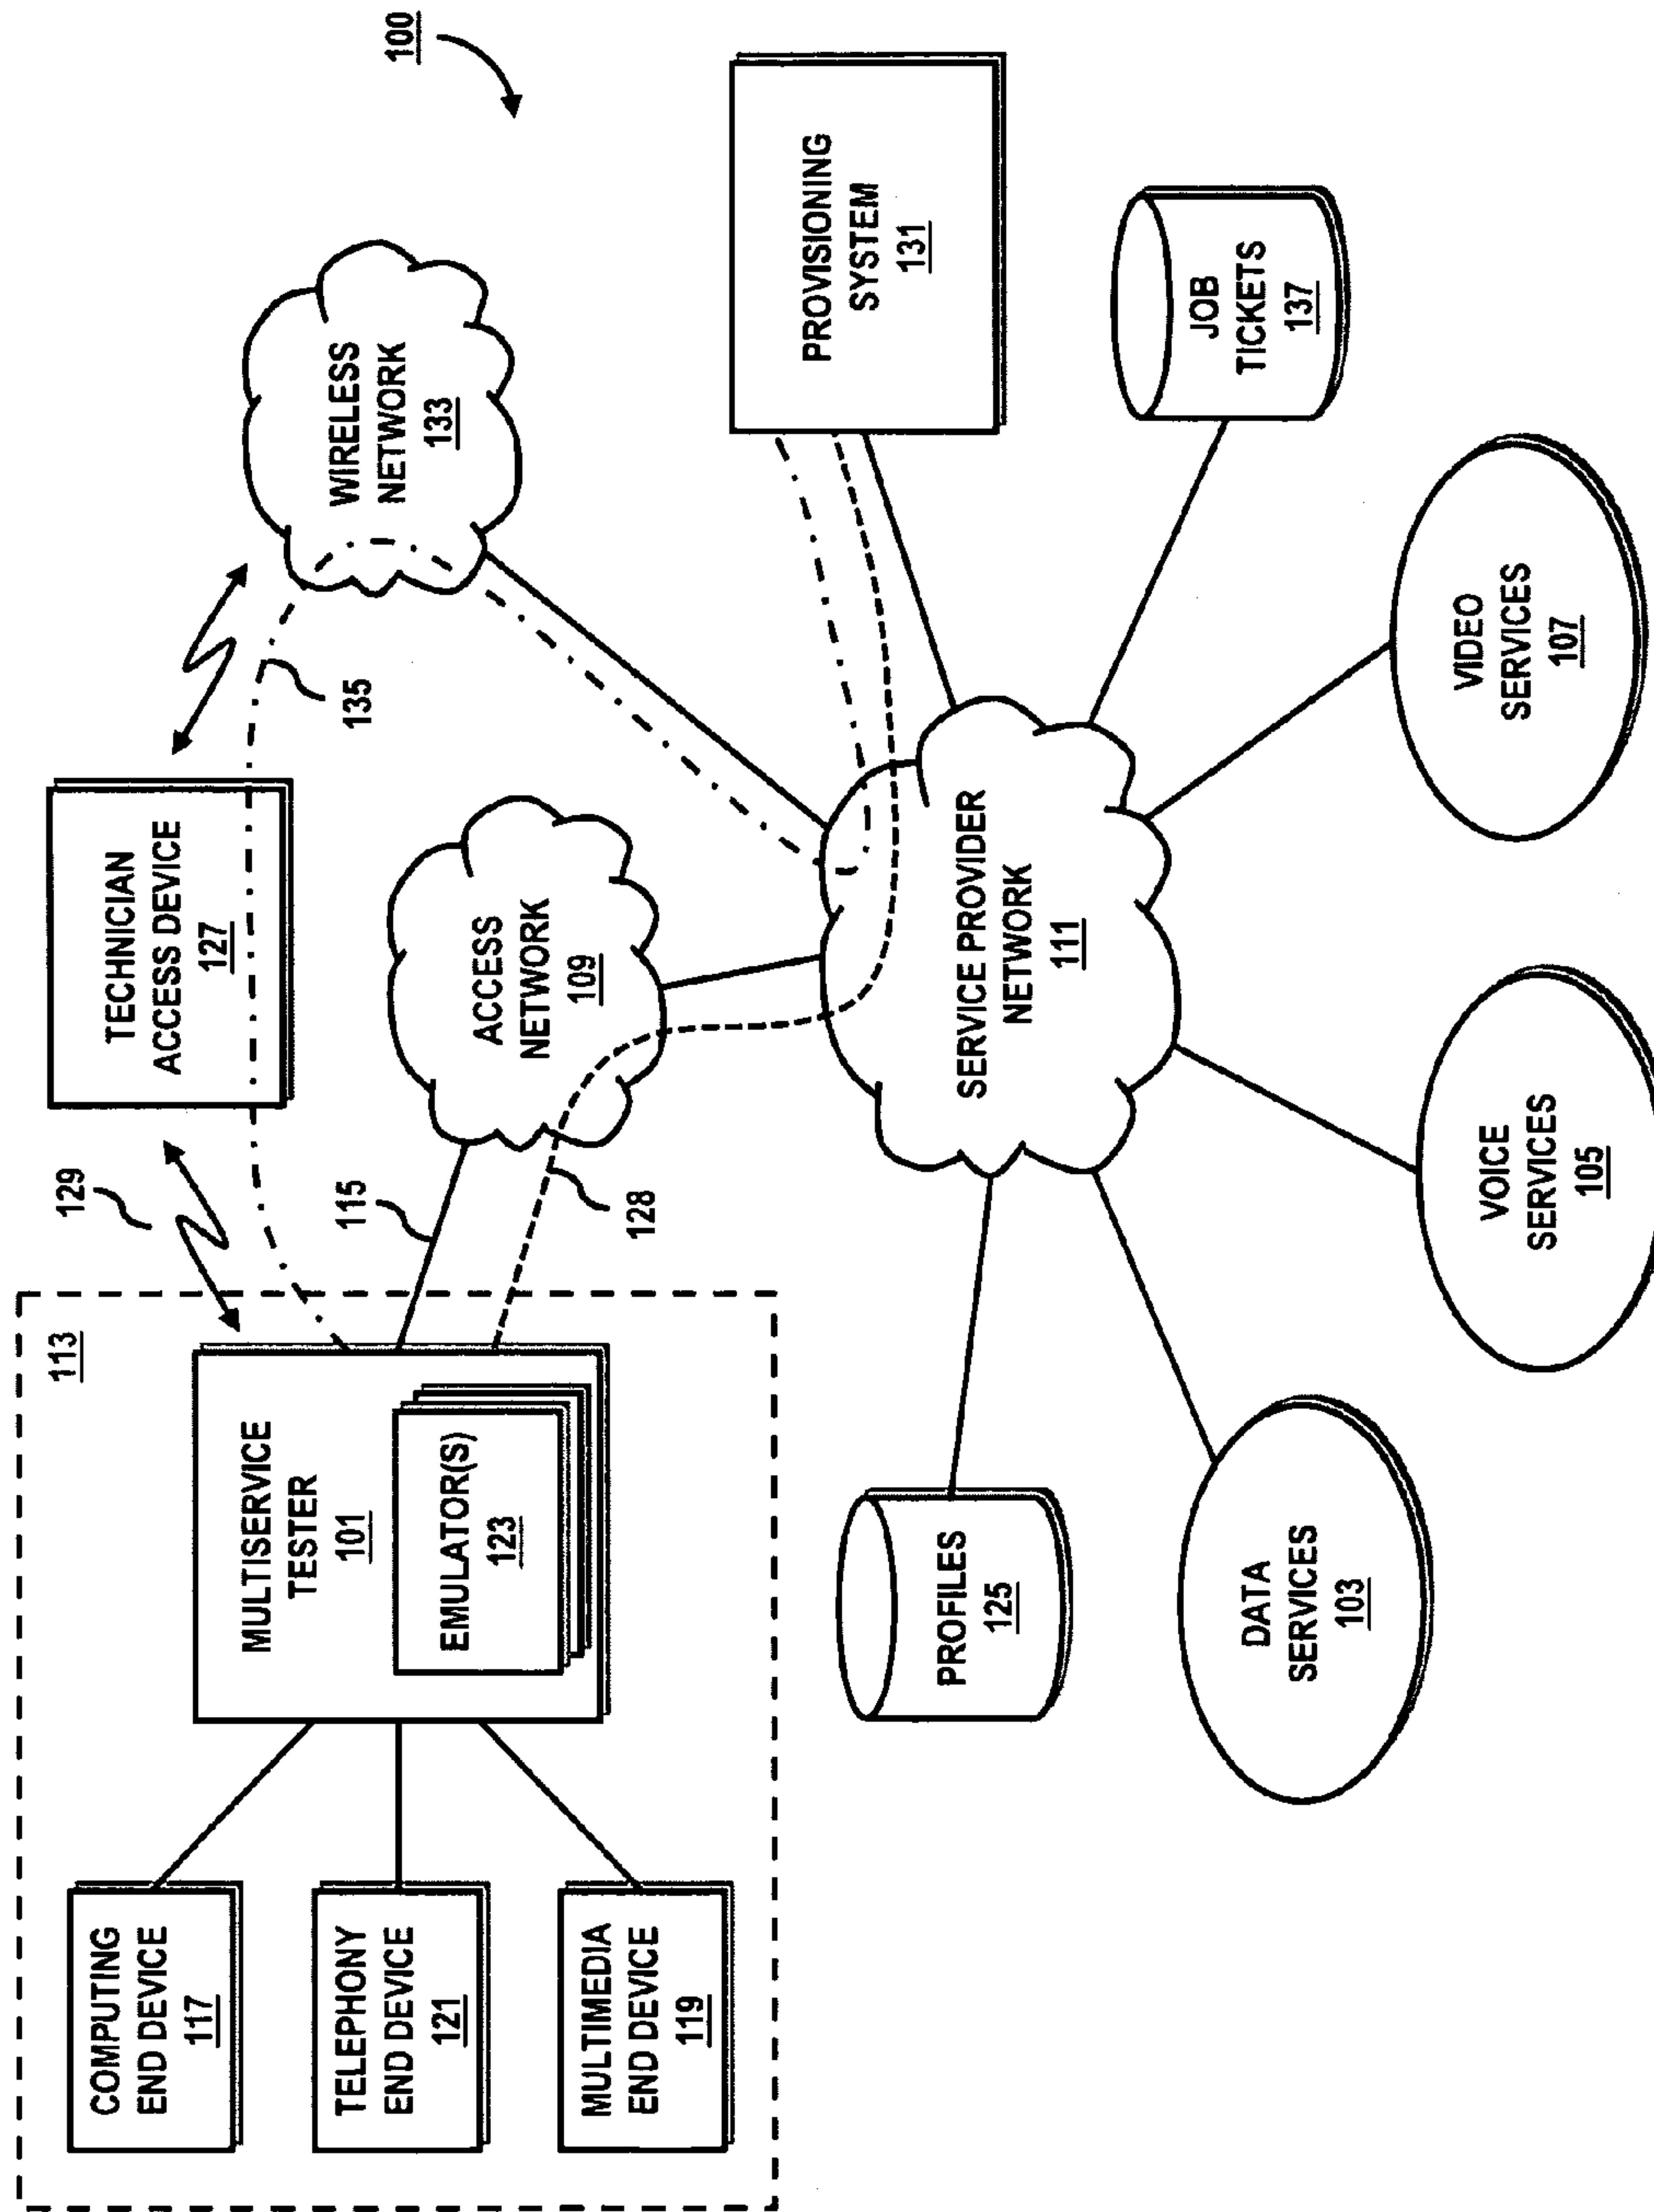 100
113
COMPUTING
END DEVICE
117
TELEPHONY
END DEVICE
121
MULTIMEDIA
END DEVICE
119
MULTISERVICE
TESTER
101
EMULATOR(S)
123
129
115
128
TECHNICIAN
ACCESS DEVICE
127
135
ACCESS
NETWORK
109
WIRELESS
NETWORK
133
SERVICE PROVIDER
NETWORK
111
PROVISIONING
SYSTEM
131
JOB
TICKETS
137
PROFILES
125
DATA
SERVICES
103
VOICE
SERVICES
105
VIDEO
SERVICES
107